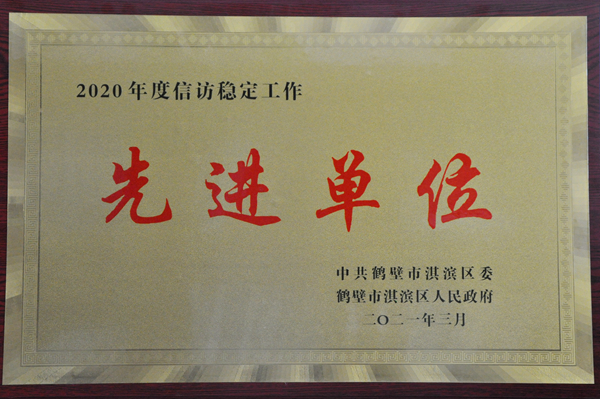 2020年度信访稳定工作
先进单位
中共鹤壁市淇滨区委
鹤壁市淇滨区人民政府
二〇二一年三月